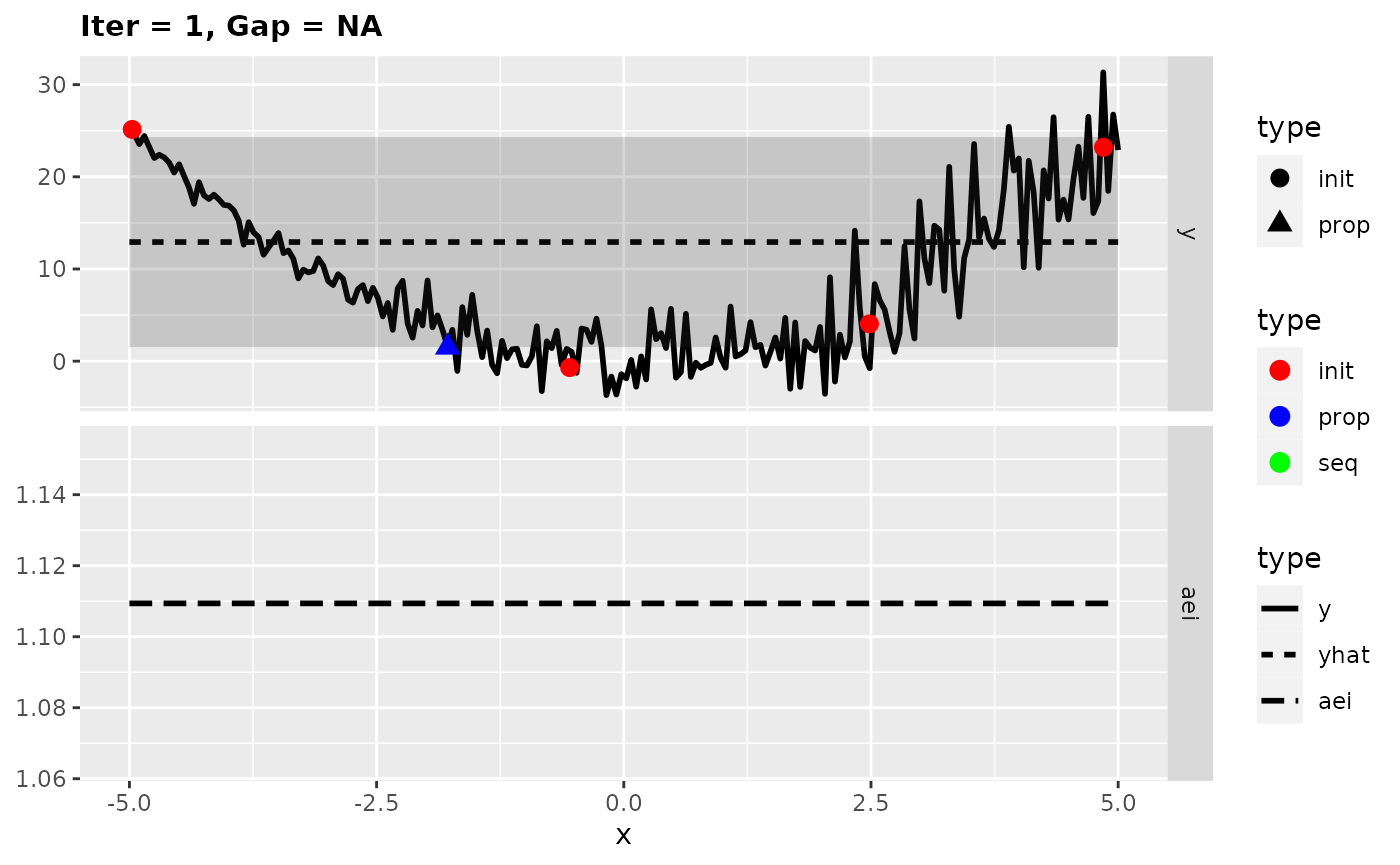 Iter = 1, Gap = NA
30
20
10
0
y
1.14
1.12
1.10
1.08
1.06
aei
-5.0 -2.5 0.0 2.5 5.0
x
type
init
prop
type
init
prop
seq
type
y
yhat
aei